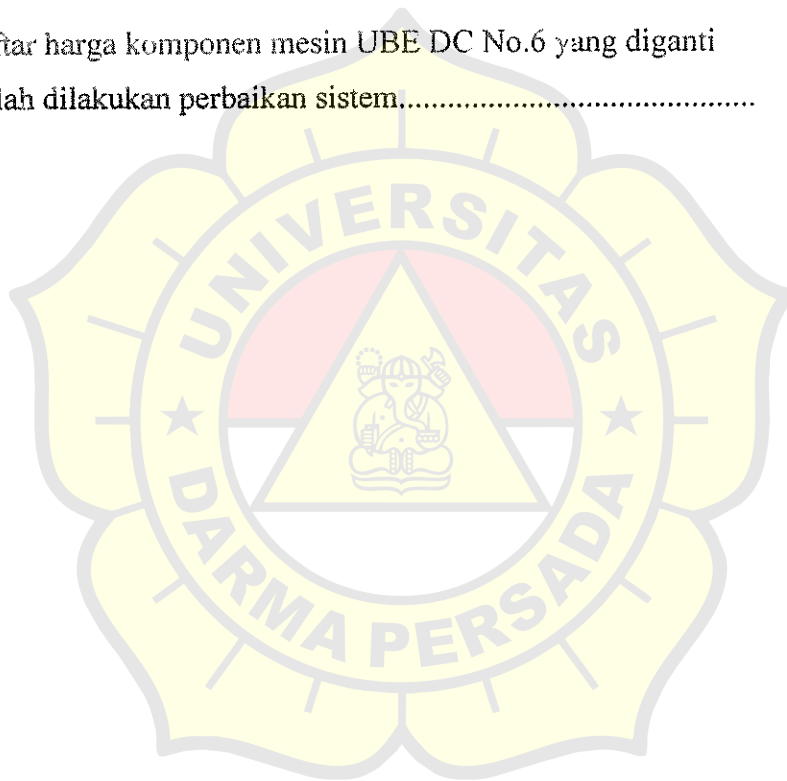 ftar harga komponen mesin UBE DC No.6 yang diganti
lah dilakukan perbaikan sistem...........................................
UNIVERSITAS
DARMA PERSADA